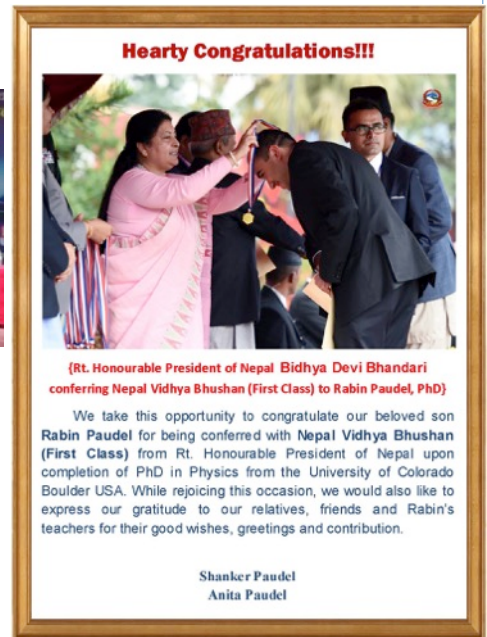 Hearty Congratulations!!!
{Rt. Honourable President of Nepal Bidhya Devi Bhandari
conferring Nepal Vidhya Bhushan (First Class) to Rabin Paudel, PhD}
We take this opportunity to congratulate our beloved son
Rabin Paudel for being conferred with Nepal Vidhya Bhushan
(First Class) from Rt. Honourable President of Nepal upon
completion of PhD in Physics from the University of Colorado
Boulder USA. While rejoicing this occasion, we would also like to
express our gratitude to our relatives, friends and Rabin's
teachers for their good wishes, greetings and contribution.
Shanker Paudel
Anita Paudel